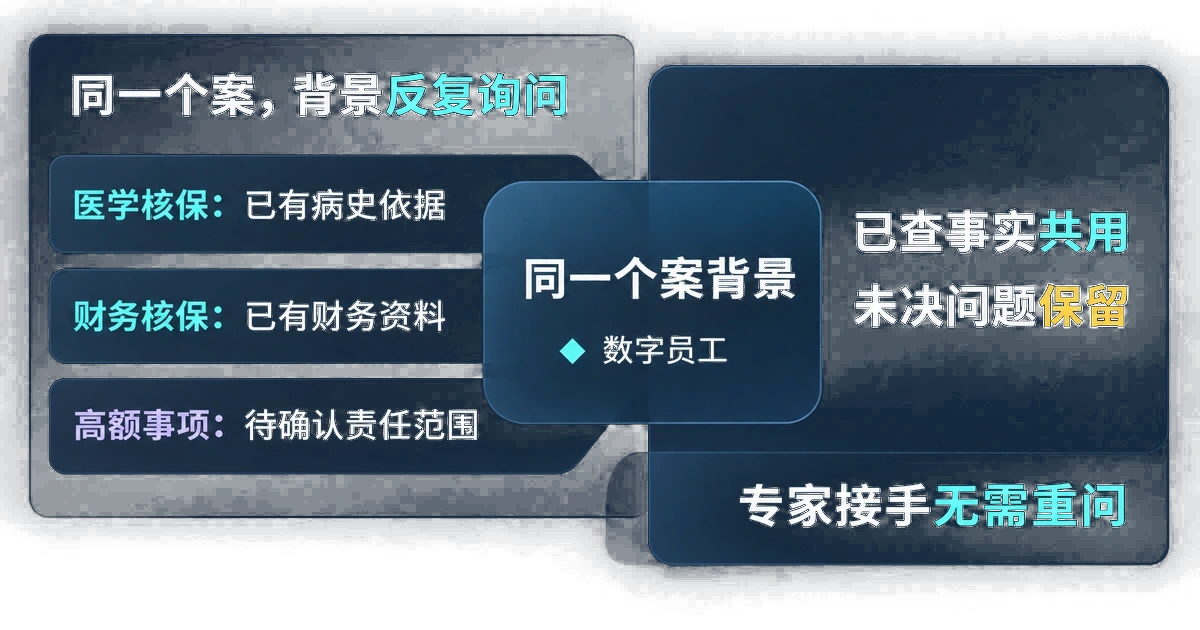 同一个案，背景反复询问
医学核保：已有病史依据
财务核保：已有财务资料
高额事项：待确认责任范围
同一个案背景
数字员工
已查事实共用
未决问题保留
专家接手无需重问